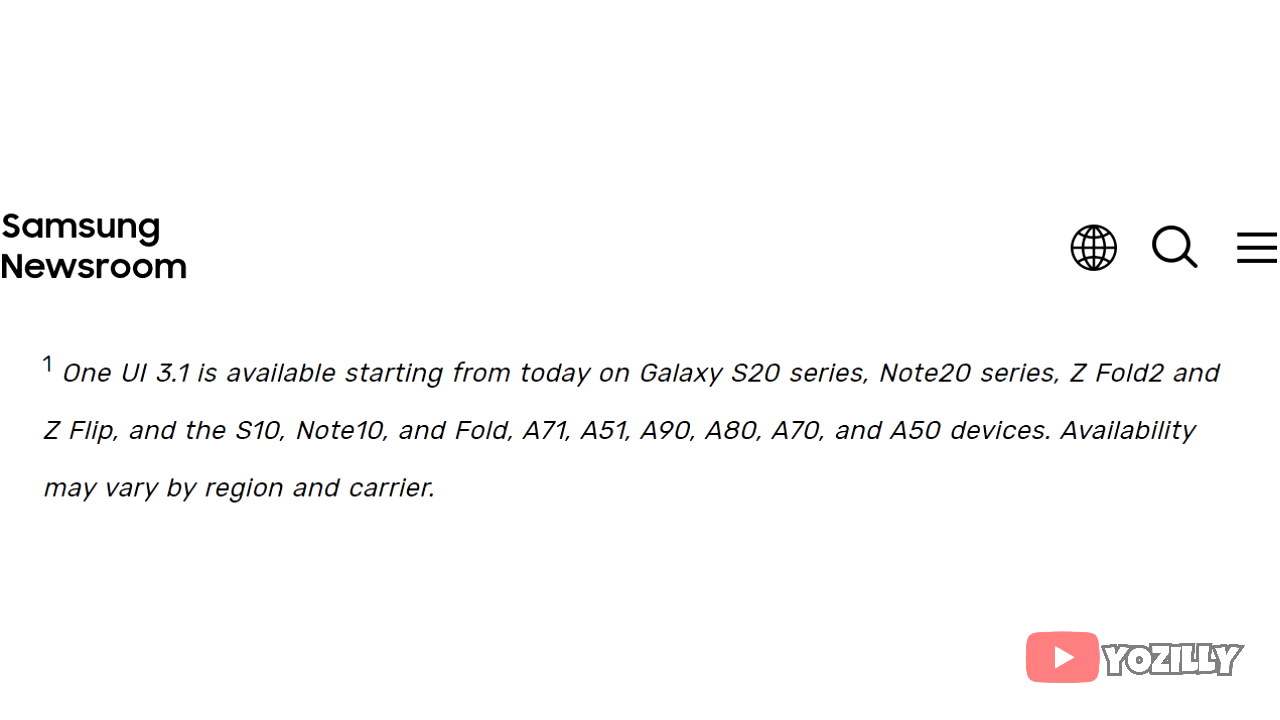 Samsung
Newsroom
1 One UI 3.1 is available starting from today on Galaxy S20 series, Note20 series, Z Fold2 and
Z Flip, and the S10, Note10, and Fold, A71, A51, A90, A80, A70, and A50 devices. Availability
may vary by region and carrier.
YOZILLY